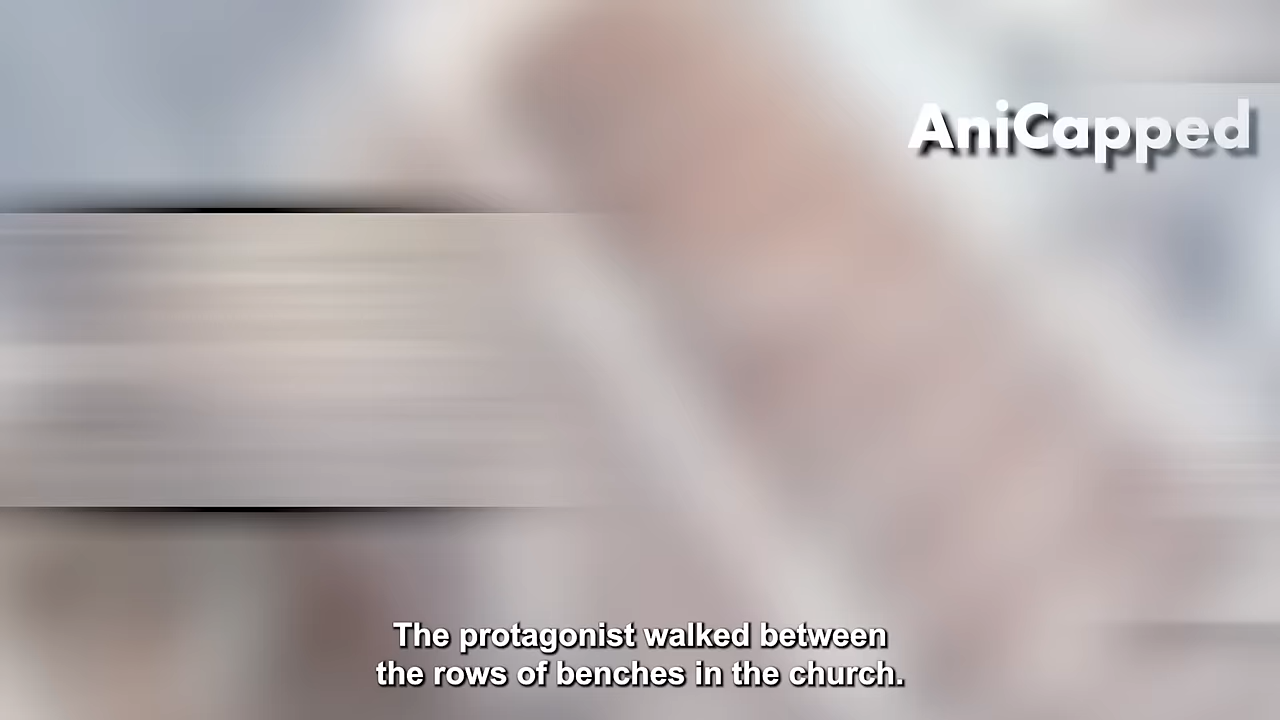 AniCapped
The protagonist walked between
the rows of benches in the church.